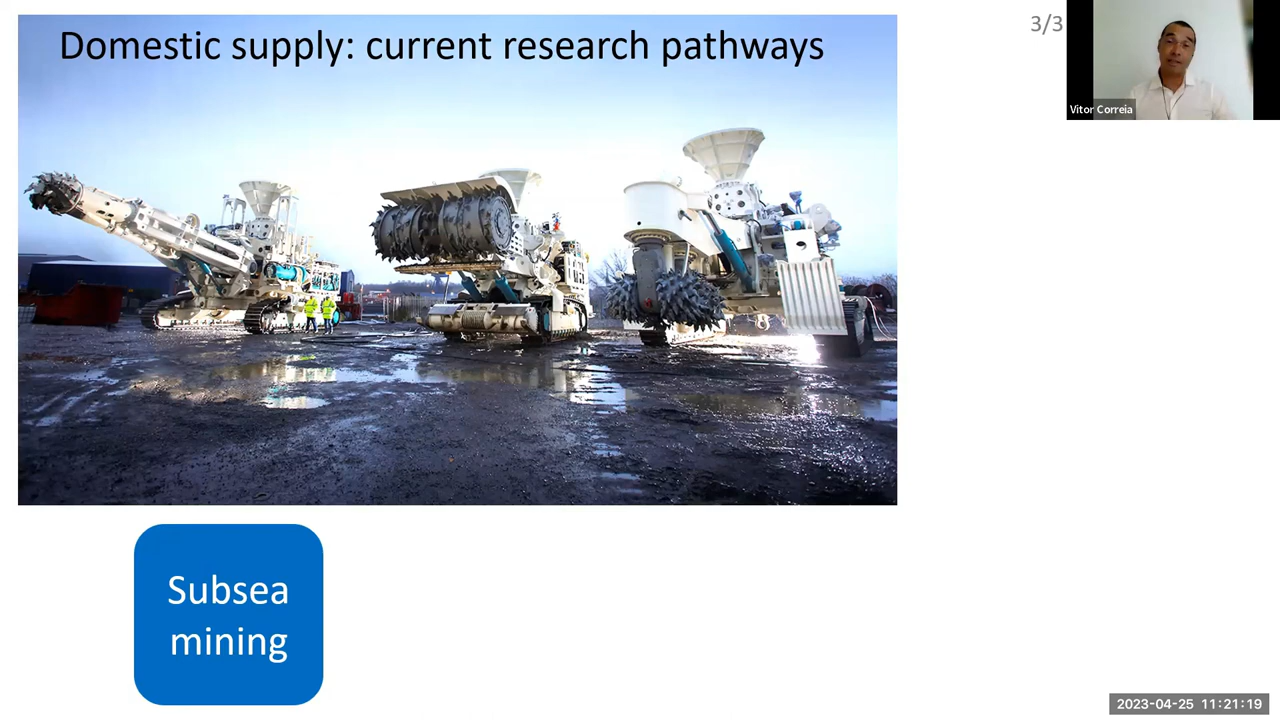 Domestic supply: current research pathways
3/3
Vitor Correia
Subsea
mining
2023-04-25 11:21:19